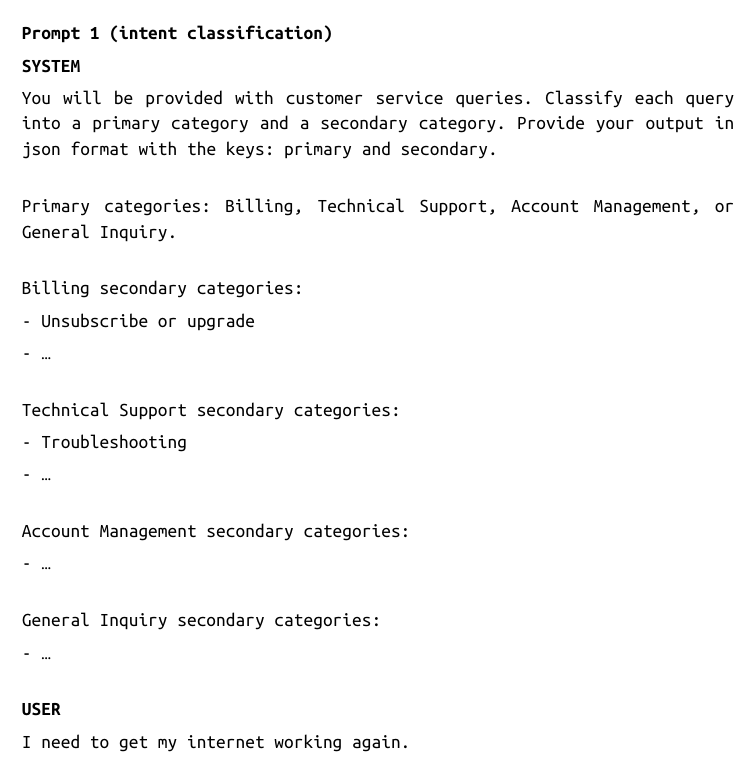 Prompt 1 (intent classification)
SYSTEM
You will be provided with customer service queries. Classify each query
into a primary category and a secondary category. Provide your output in
json format with the keys: primary and secondary.
Primary categories: Billing, Technical Support, Account Management, or
General Inquiry.
Billing secondary categories:
- Unsubscribe or upgrade
- …
Technical Support secondary categories:
- Troubleshooting
- …
Account Management secondary categories:
- …
General Inquiry secondary categories:
- …
USER
I need to get my internet working again.